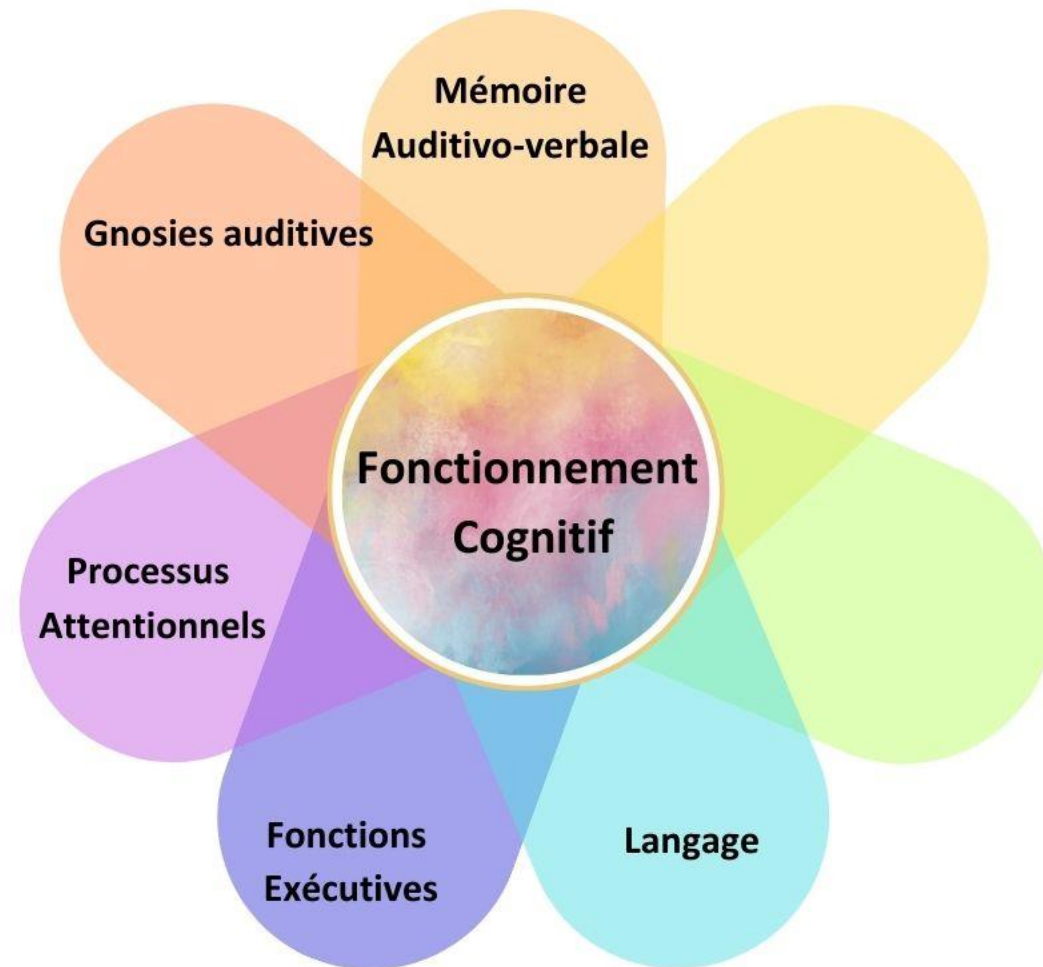 Mémoire
Auditivo-verbale
Gnosies auditives
Fonctionnement
Cognitif
Processus
Attentionnels
Fonctions
Exécutives
Langage